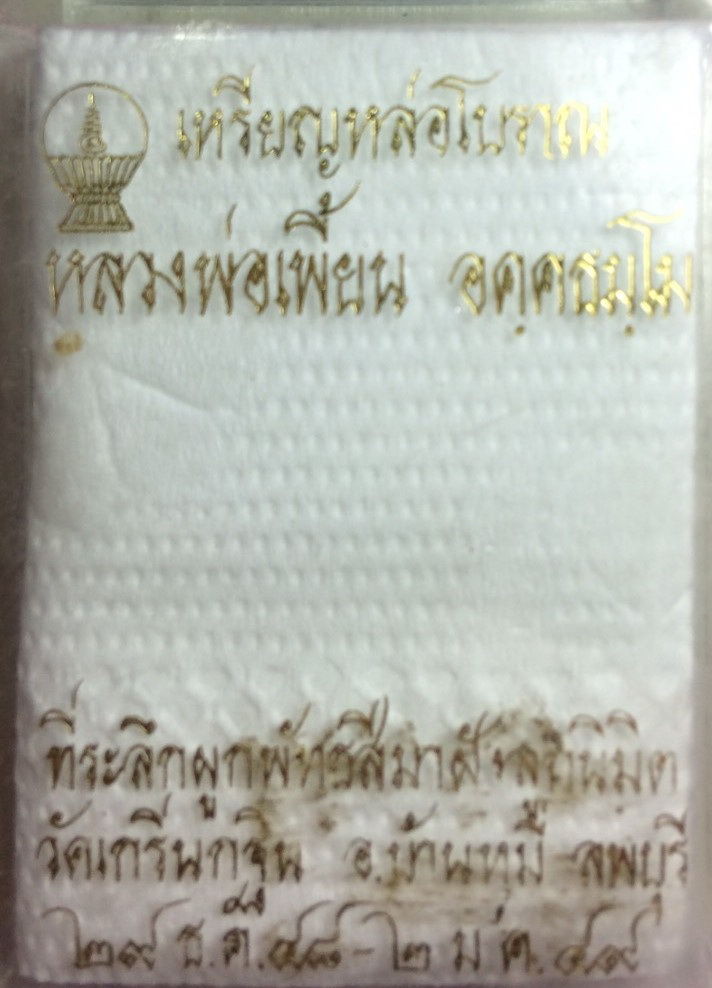 เหรียญหล่อโบราณ
หลวงพ่อเพี้ยน อคฺคธมฺโม
ที่ระลึกผูกพัทธสีมาฝังลูกนิมิต
วัดเกริ่นกฐิน อ.บ้านหมี่ ลพบุรี
๒๙ ธ.ค.๔๘-๒ ม.ค.๔๙